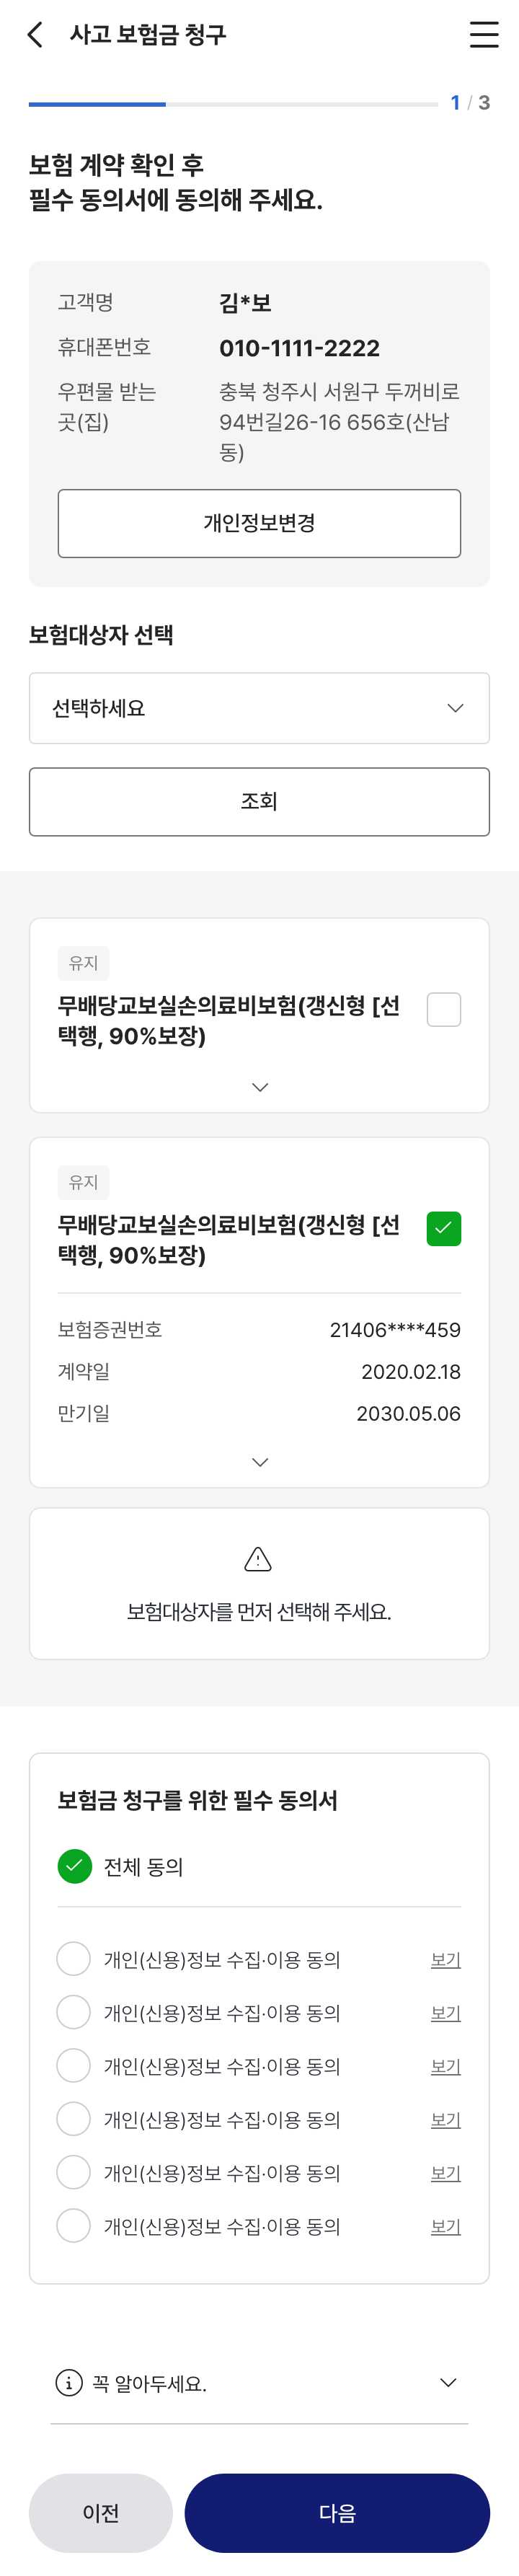 사고 보험금 청구
1 / 3
보험 계약 확인 후
필수 동의서에 동의해 주세요.
고객명 김*보
휴대폰번호 010-1111-2222
우편물 받는 충북 청주시 서원구 두꺼비로
곳(집) 94번길26-16 656호(산남
동)
개인정보변경
보험대상자 선택
선택하세요
조회
유지
무배당교보실손의료비보험(갱신형 [선
택행, 90%보장)
유지
무배당교보실손의료비보험(갱신형 [선
택행, 90%보장)
보험증권번호 21406****459
계약일 2020.02.18
만기일 2030.05.06
보험대상자를 먼저 선택해 주세요.
보험금 청구를 위한 필수 동의서
전체 동의
개인(신용)정보 수집·이용 동의 보기
개인(신용)정보 수집·이용 동의 보기
개인(신용)정보 수집·이용 동의 보기
개인(신용)정보 수집·이용 동의 보기
개인(신용)정보 수집·이용 동의 보기
개인(신용)정보 수집·이용 동의 보기
꼭 알아두세요.
이전 다음